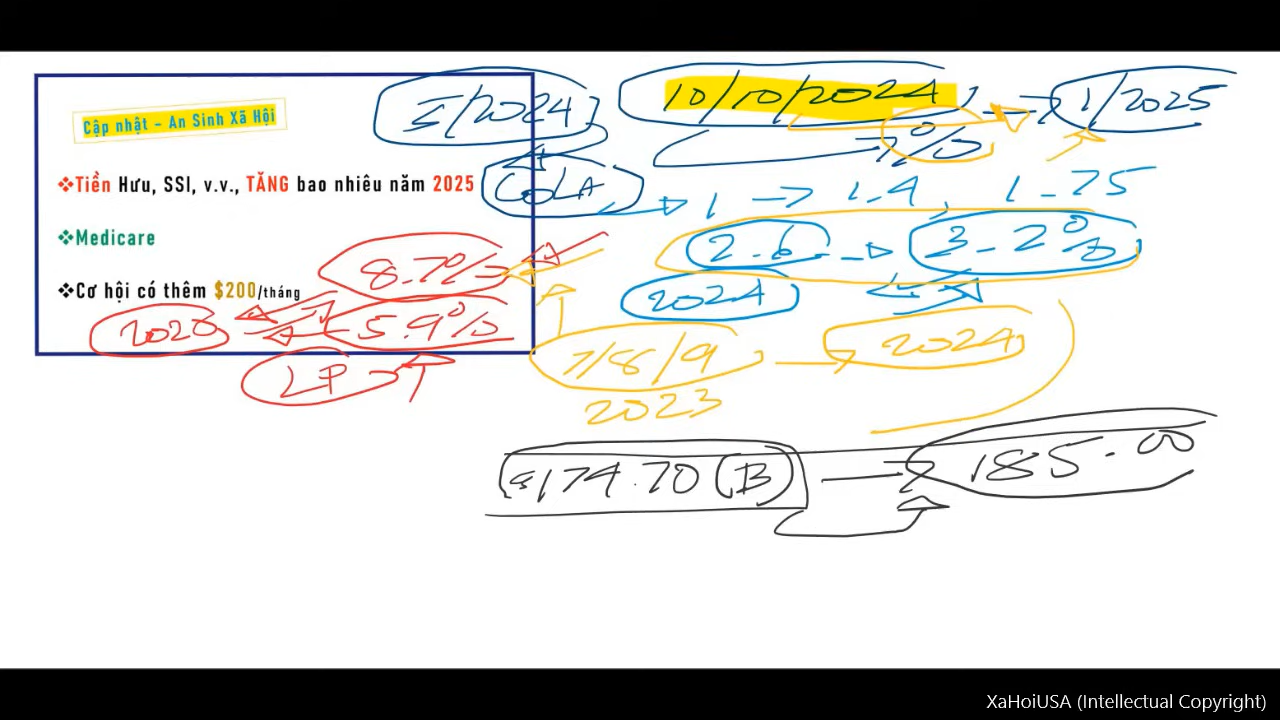 Cập nhật – An Sinh Xã Hội
❖Tiền Hưu, SSI, v.v., TĂNG bao nhiêu năm 2025
❖Medicare
❖Cơ hội có thêm $200/tháng
5/2024
10/10/2024
1/2025
%
COLA
1 → 1.4, 1.75
2.6 → 3.2%
2024
8.7%
5.9%
LP
7/8/9 → 2024
2023
$174.70 (B) → 185.00
XaHoiUSA (Intellectual Copyright)